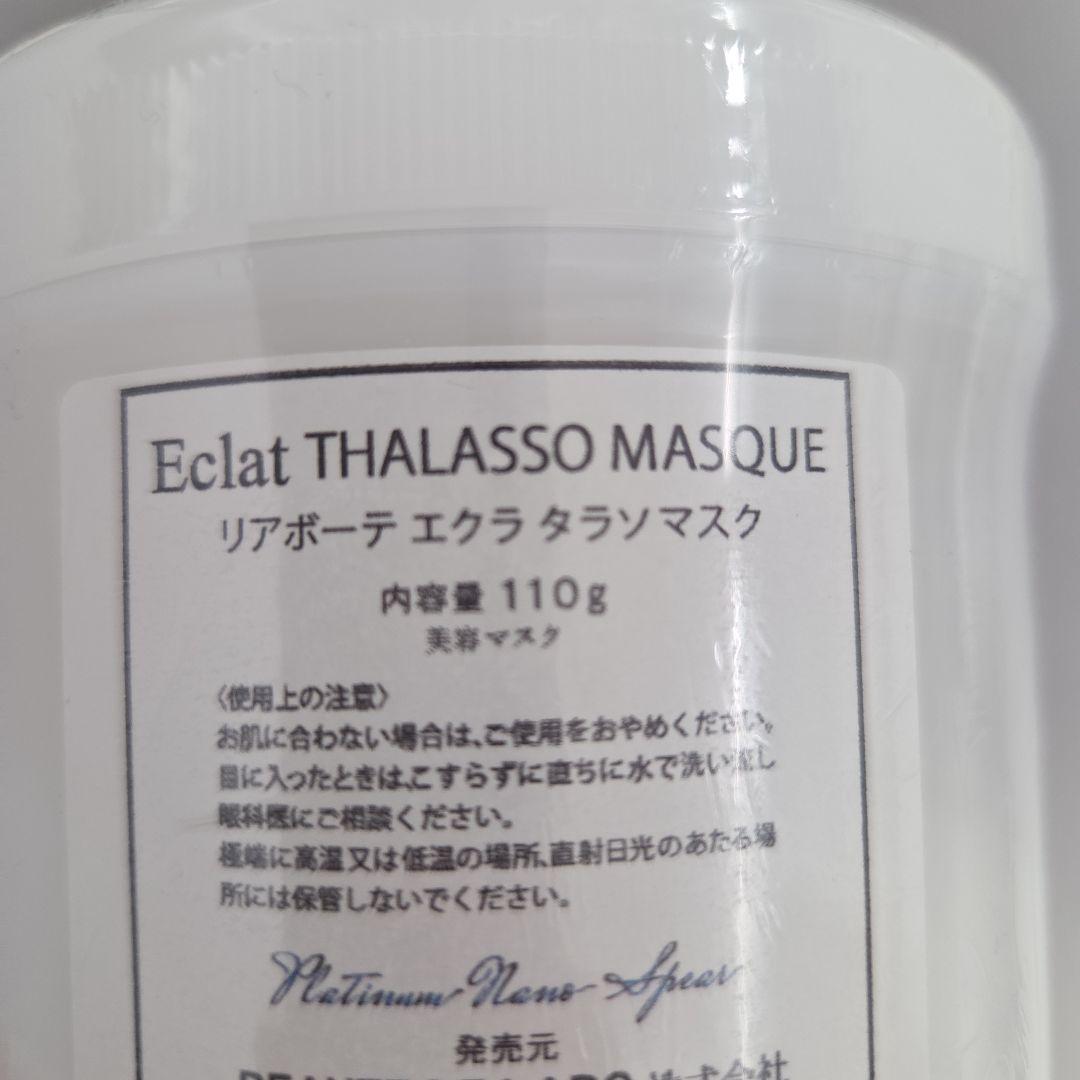 Eclat THALASSO MASQUE
リアボーテ エクラ タラソマスク
内容量 110g
美容マスク
〈使用上の注意〉
お肌に合わない場合は、ご使用をおやめください。
目に入ったときは、こすらずに直ちに水で洗い流し
眼科医にご相談ください。
極端に高温又は低温の場所、直射日光のあたる場
所には保管しないでください。
Platinum Nano Spear
発売元
株式会社